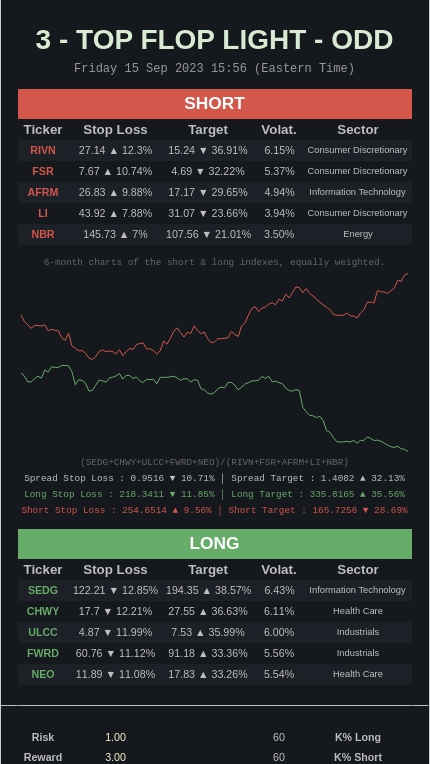 3 - TOP FLOP LIGHT - ODD
Friday 15 Sep 2023 15:56 (Eastern Time)
SHORT
Ticker Stop Loss Target Volat. Sector
RIVN 27.14 ▲ 12.3% 15.24 ▼ 36.91% 6.15% Consumer Discretionary
FSR 7.67 ▲ 10.74% 4.69 ▼ 32.22% 5.37% Consumer Discretionary
AFRM 26.83 ▲ 9.88% 17.17 ▼ 29.65% 4.94% Information Technology
LI 43.92 ▲ 7.88% 31.07 ▼ 23.66% 3.94% Consumer Discretionary
NBR 145.73 ▲ 7% 107.56 ▼ 21.01% 3.50% Energy
6-month charts of the short & long indexes, equally weighted.
(SEDG+CHWY+ULCC+FWRD+NEO)/(RIVN+FSR+AFRM+LI+NBR)
Spread Stop Loss : 0.9516 ▼ 10.71% | Spread Target : 1.4082 ▲ 32.13%
Long Stop Loss : 218.3411 ▼ 11.85% | Long Target : 335.8165 ▲ 35.56%
Short Stop Loss : 254.6514 ▲ 9.56% | Short Target : 165.7256 ▼ 28.69%
LONG
Ticker Stop Loss Target Volat. Sector
SEDG 122.21 ▼ 12.85% 194.35 ▲ 38.57% 6.43% Information Technology
CHWY 17.7 ▼ 12.21% 27.55 ▲ 36.63% 6.11% Health Care
ULCC 4.87 ▼ 11.99% 7.53 ▲ 35.99% 6.00% Industrials
FWRD 60.76 ▼ 11.12% 91.18 ▲ 33.36% 5.56% Industrials
NEO 11.89 ▼ 11.08% 17.83 ▲ 33.26% 5.54% Health Care
Risk 1.00 60 K% Long
Reward 3.00 60 K% Short